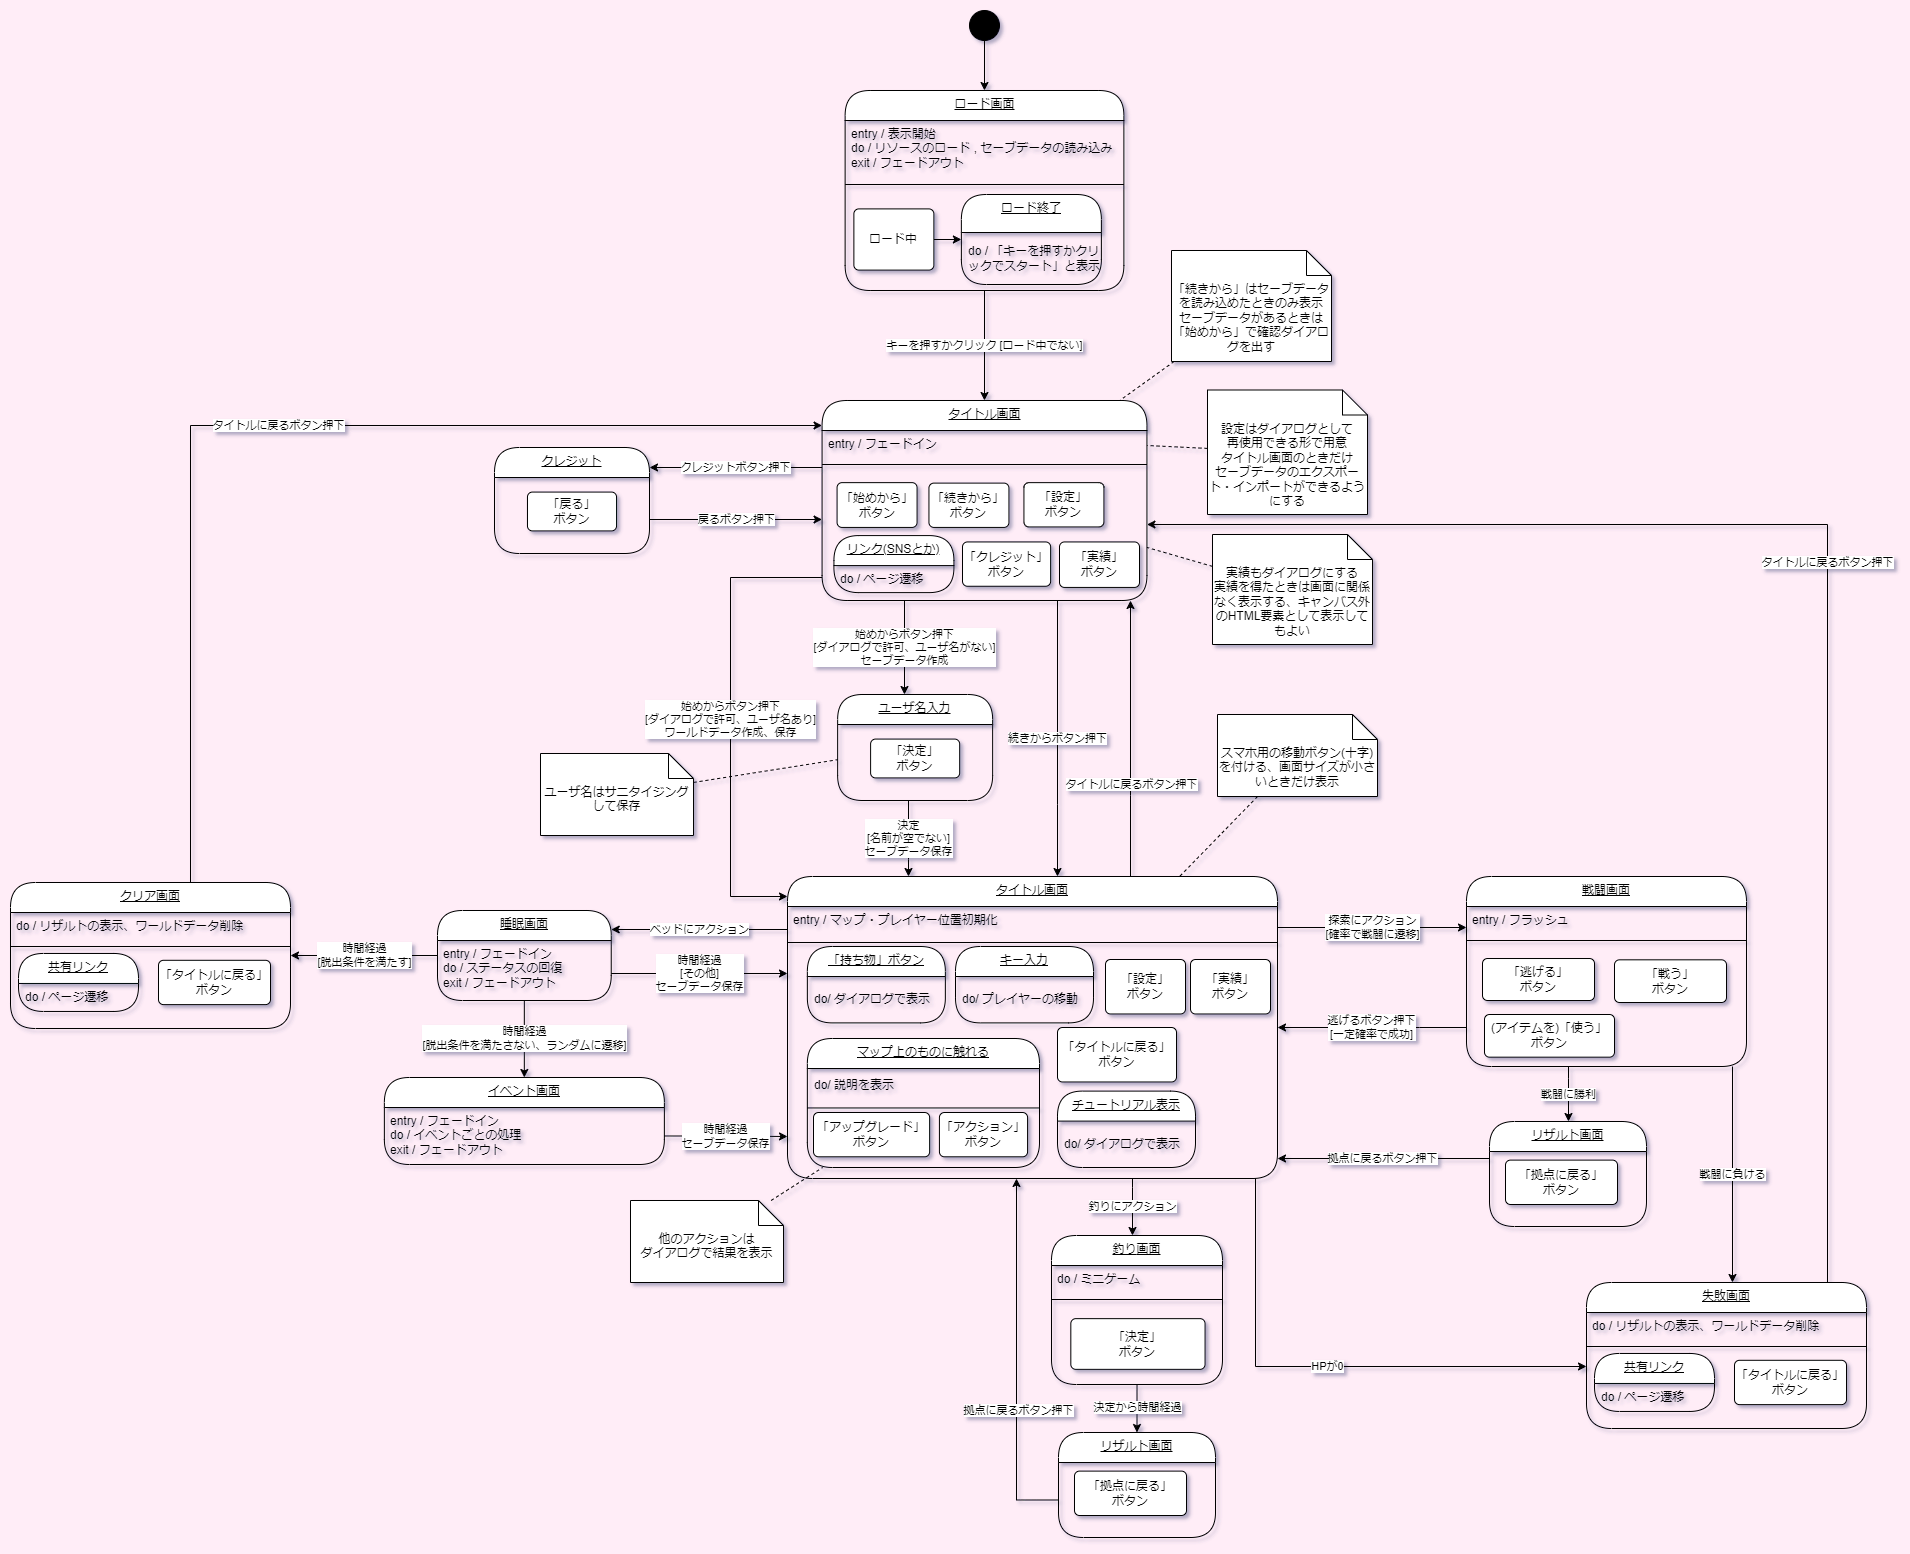 ロード画面
entry / 表示開始
do / リソースのロード , セーブデータの読み込み
exit / フェードアウト
ロード中
ロード終了
do / 「キーを押すかクリ
ックでスタート」と表示
キーを押すかクリック [ロード中でない]
「続きから」はセーブデータ
を読み込めたときのみ表示
セーブデータがあるときは
「始めから」で確認ダイアロ
グを出す
設定はダイアログとして
再使用できる形で用意
タイトル画面のときだけ
セーブデータのエクスポー
ト・インポートができるよう
にする
実績もダイアログにする
実績を得たときは画面に関係
なく表示する、キャンバス外
のHTML要素として表示して
もよい
タイトルに戻るボタン押下
タイトル画面
entry / フェードイン
「始めから」
ボタン
「続きから」
ボタン
「設定」
ボタン
リンク(SNSとか)
do / ページ遷移
「クレジット」
ボタン
「実績」
ボタン
クレジット
「戻る」
ボタン
クレジットボタン押下
戻るボタン押下
タイトルに戻るボタン押下
始めからボタン押下
[ダイアログで許可、ユーザ名がない]
セーブデータ作成
始めからボタン押下
[ダイアログで許可、ユーザ名あり]
ワールドデータ作成、保存
ユーザ名入力
「決定」
ボタン
続きからボタン押下
タイトルに戻るボタン押下
ユーザ名はサニタイジング
して保存
スマホ用の移動ボタン(十字)
を付ける、画面サイズが小さ
いときだけ表示
決定
[名前が空でない]
セーブデータ保存
クリア画面
do / リザルトの表示、ワールドデータ削除
共有リンク
do / ページ遷移
「タイトルに戻る」
ボタン
時間経過
[脱出条件を満たす]
睡眠画面
entry / フェードイン
do / ステータスの回復
exit / フェードアウト
ベッドにアクション
時間経過
[その他]
セーブデータ保存
時間経過
[脱出条件を満たさない、ランダムに遷移]
イベント画面
entry / フェードイン
do / イベントごとの処理
exit / フェードアウト
時間経過
セーブデータ保存
タイトル画面
entry / マップ・プレイヤー位置初期化
「持ち物」ボタン
do/ ダイアログで表示
キー入力
do/ プレイヤーの移動
「設定」
ボタン
「実績」
ボタン
マップ上のものに触れる
do/ 説明を表示
「アップグレード」
ボタン
「アクション」
ボタン
「タイトルに戻る」
ボタン
チュートリアル表示
do/ ダイアログで表示
他のアクションは
ダイアログで結果を表示
探索にアクション
[確率で戦闘に遷移]
戦闘画面
entry / フラッシュ
「逃げる」
ボタン
「戦う」
ボタン
(アイテムを)「使う」
ボタン
逃げるボタン押下
[一定確率で成功]
戦闘に勝利
リザルト画面
「拠点に戻る」
ボタン
拠点に戻るボタン押下
戦闘に負ける
釣りにアクション
釣り画面
do / ミニゲーム
「決定」
ボタン
決定から時間経過
拠点に戻るボタン押下
リザルト画面
「拠点に戻る」
ボタン
HPが0
失敗画面
do / リザルトの表示、ワールドデータ削除
共有リンク
do / ページ遷移
「タイトルに戻る」
ボタン